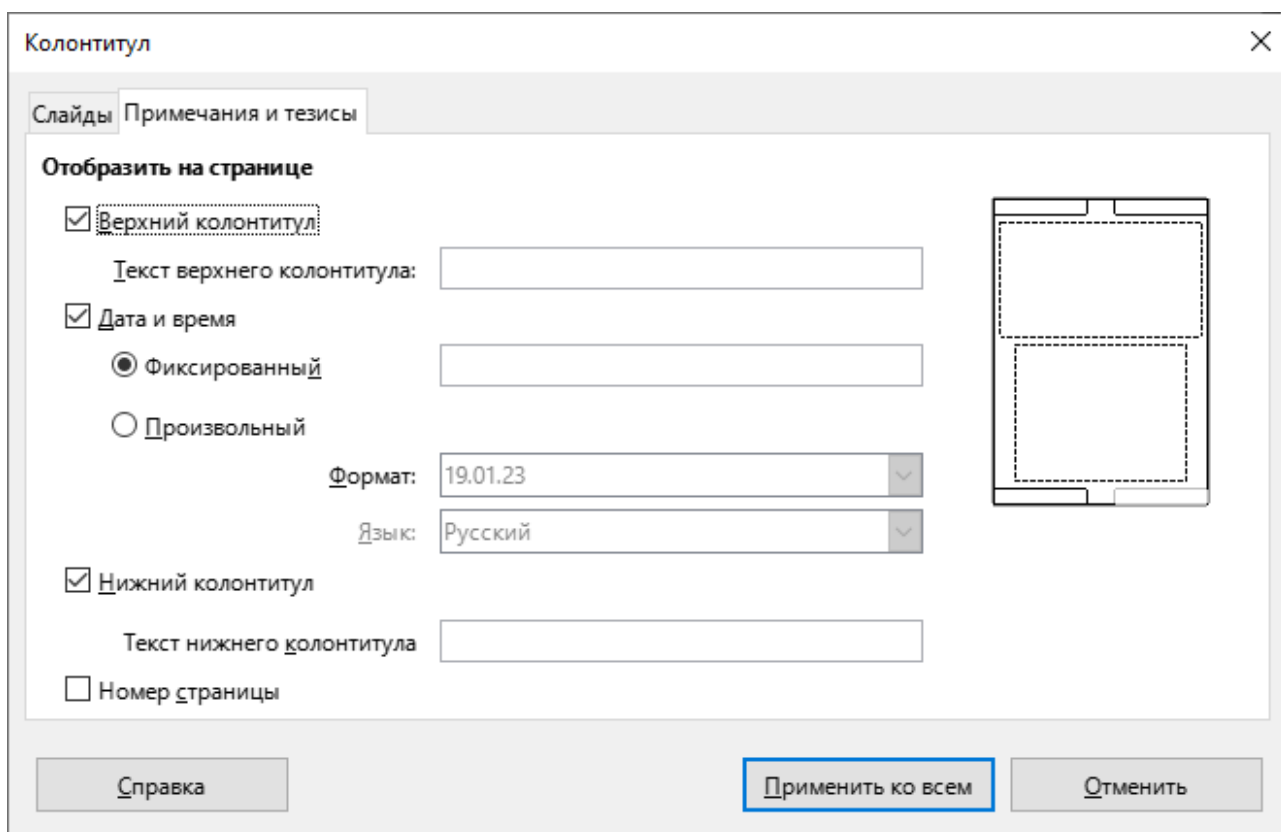 Колонтитул
Слайды Примечания и тезисы
Отобразить на странице
Верхний колонтитул
Текст верхнего колонтитула:
Дата и время
Фиксированный
Произвольный
Формат: 19.01.23
Язык: Русский
Нижний колонтитул
Текст нижнего колонтитула
Номер страницы
Справка Применить ко всем Отменить